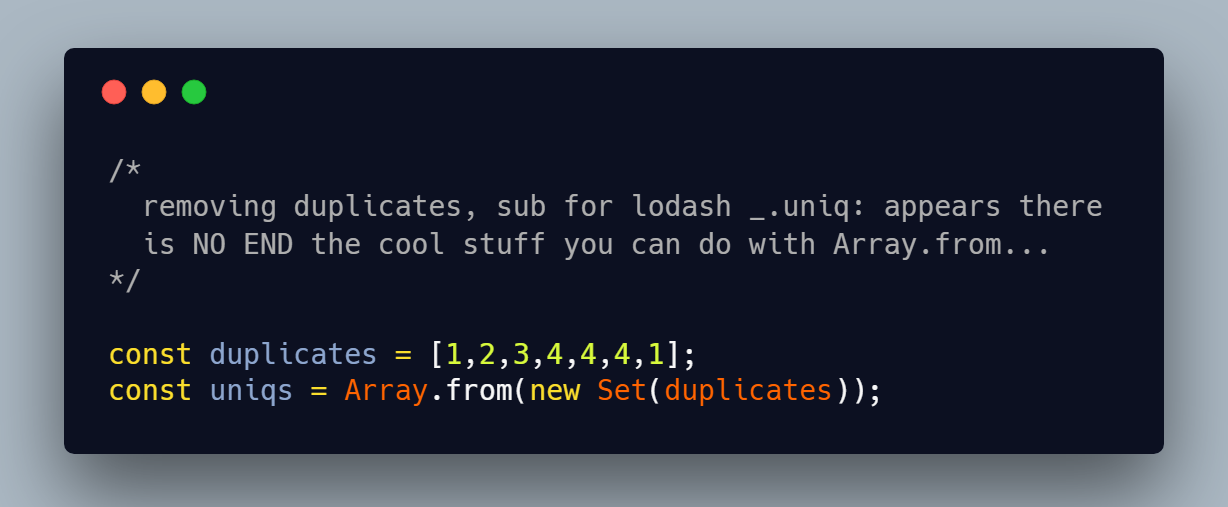 /*
  removing duplicates, sub for lodash _.uniq: appears there
  is NO END the cool stuff you can do with Array.from...
*/
const duplicates = [1,2,3,4,4,4,1];
const uniqs = Array.from(new Set(duplicates));